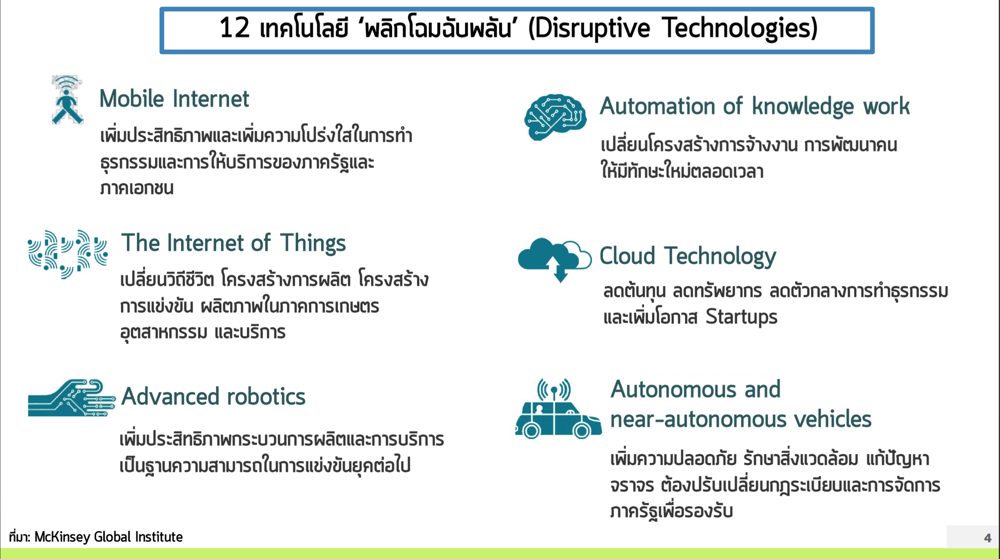 12 เทคโนโลยี ‘พลิกโฉมฉับพลัน’ (Disruptive Technologies)
Mobile Internet
เพิ่มประสิทธิภาพและเพิ่มความโปร่งใสในการทำ
ธุรกรรมและการให้บริการของภาครัฐและ
ภาคเอกชน
The Internet of Things
เปลี่ยนวิถีชีวิต โครงสร้างการผลิต โครงสร้าง
การแข่งขัน ผลิตภาพในภาคการเกษตร
อุตสาหกรรม และบริการ
Advanced robotics
เพิ่มประสิทธิภาพกระบวนการผลิตและการบริการ
เป็นฐานความสามารถในการแข่งขันยุคต่อไป
Automation of knowledge work
เปลี่ยนโครงสร้างการจ้างงาน การพัฒนาคน
ให้มีทักษะใหม่ตลอดเวลา
Cloud Technology
ลดต้นทุน ลดทรัพยากร ลดตัวกลางการทำธุรกรรม
และเพิ่มโอกาส Startups
Autonomous and
near-autonomous vehicles
เพิ่มความปลอดภัย รักษาสิ่งแวดล้อม แก้ปัญหา
จราจร ต้องปรับเปลี่ยนกฎระเบียบและการจัดการ
ภาครัฐเพื่อรองรับ
ที่มา: McKinsey Global Institute
4